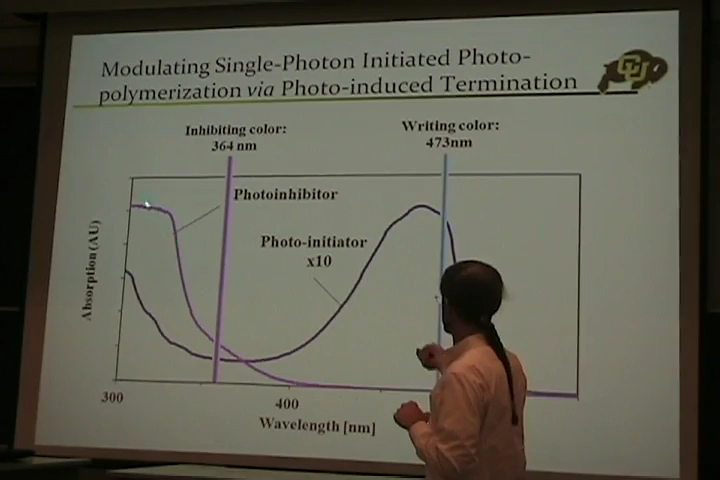 Modulating Single-Photon Initiated Photo-
polymerization via Photo-induced Termination
CU
Inhibiting color:
364 nm
Writing color:
473nm
Photoinhibitor
Photo-initiator
x10
Absorption (AU)
300
400
Wavelength [nm]